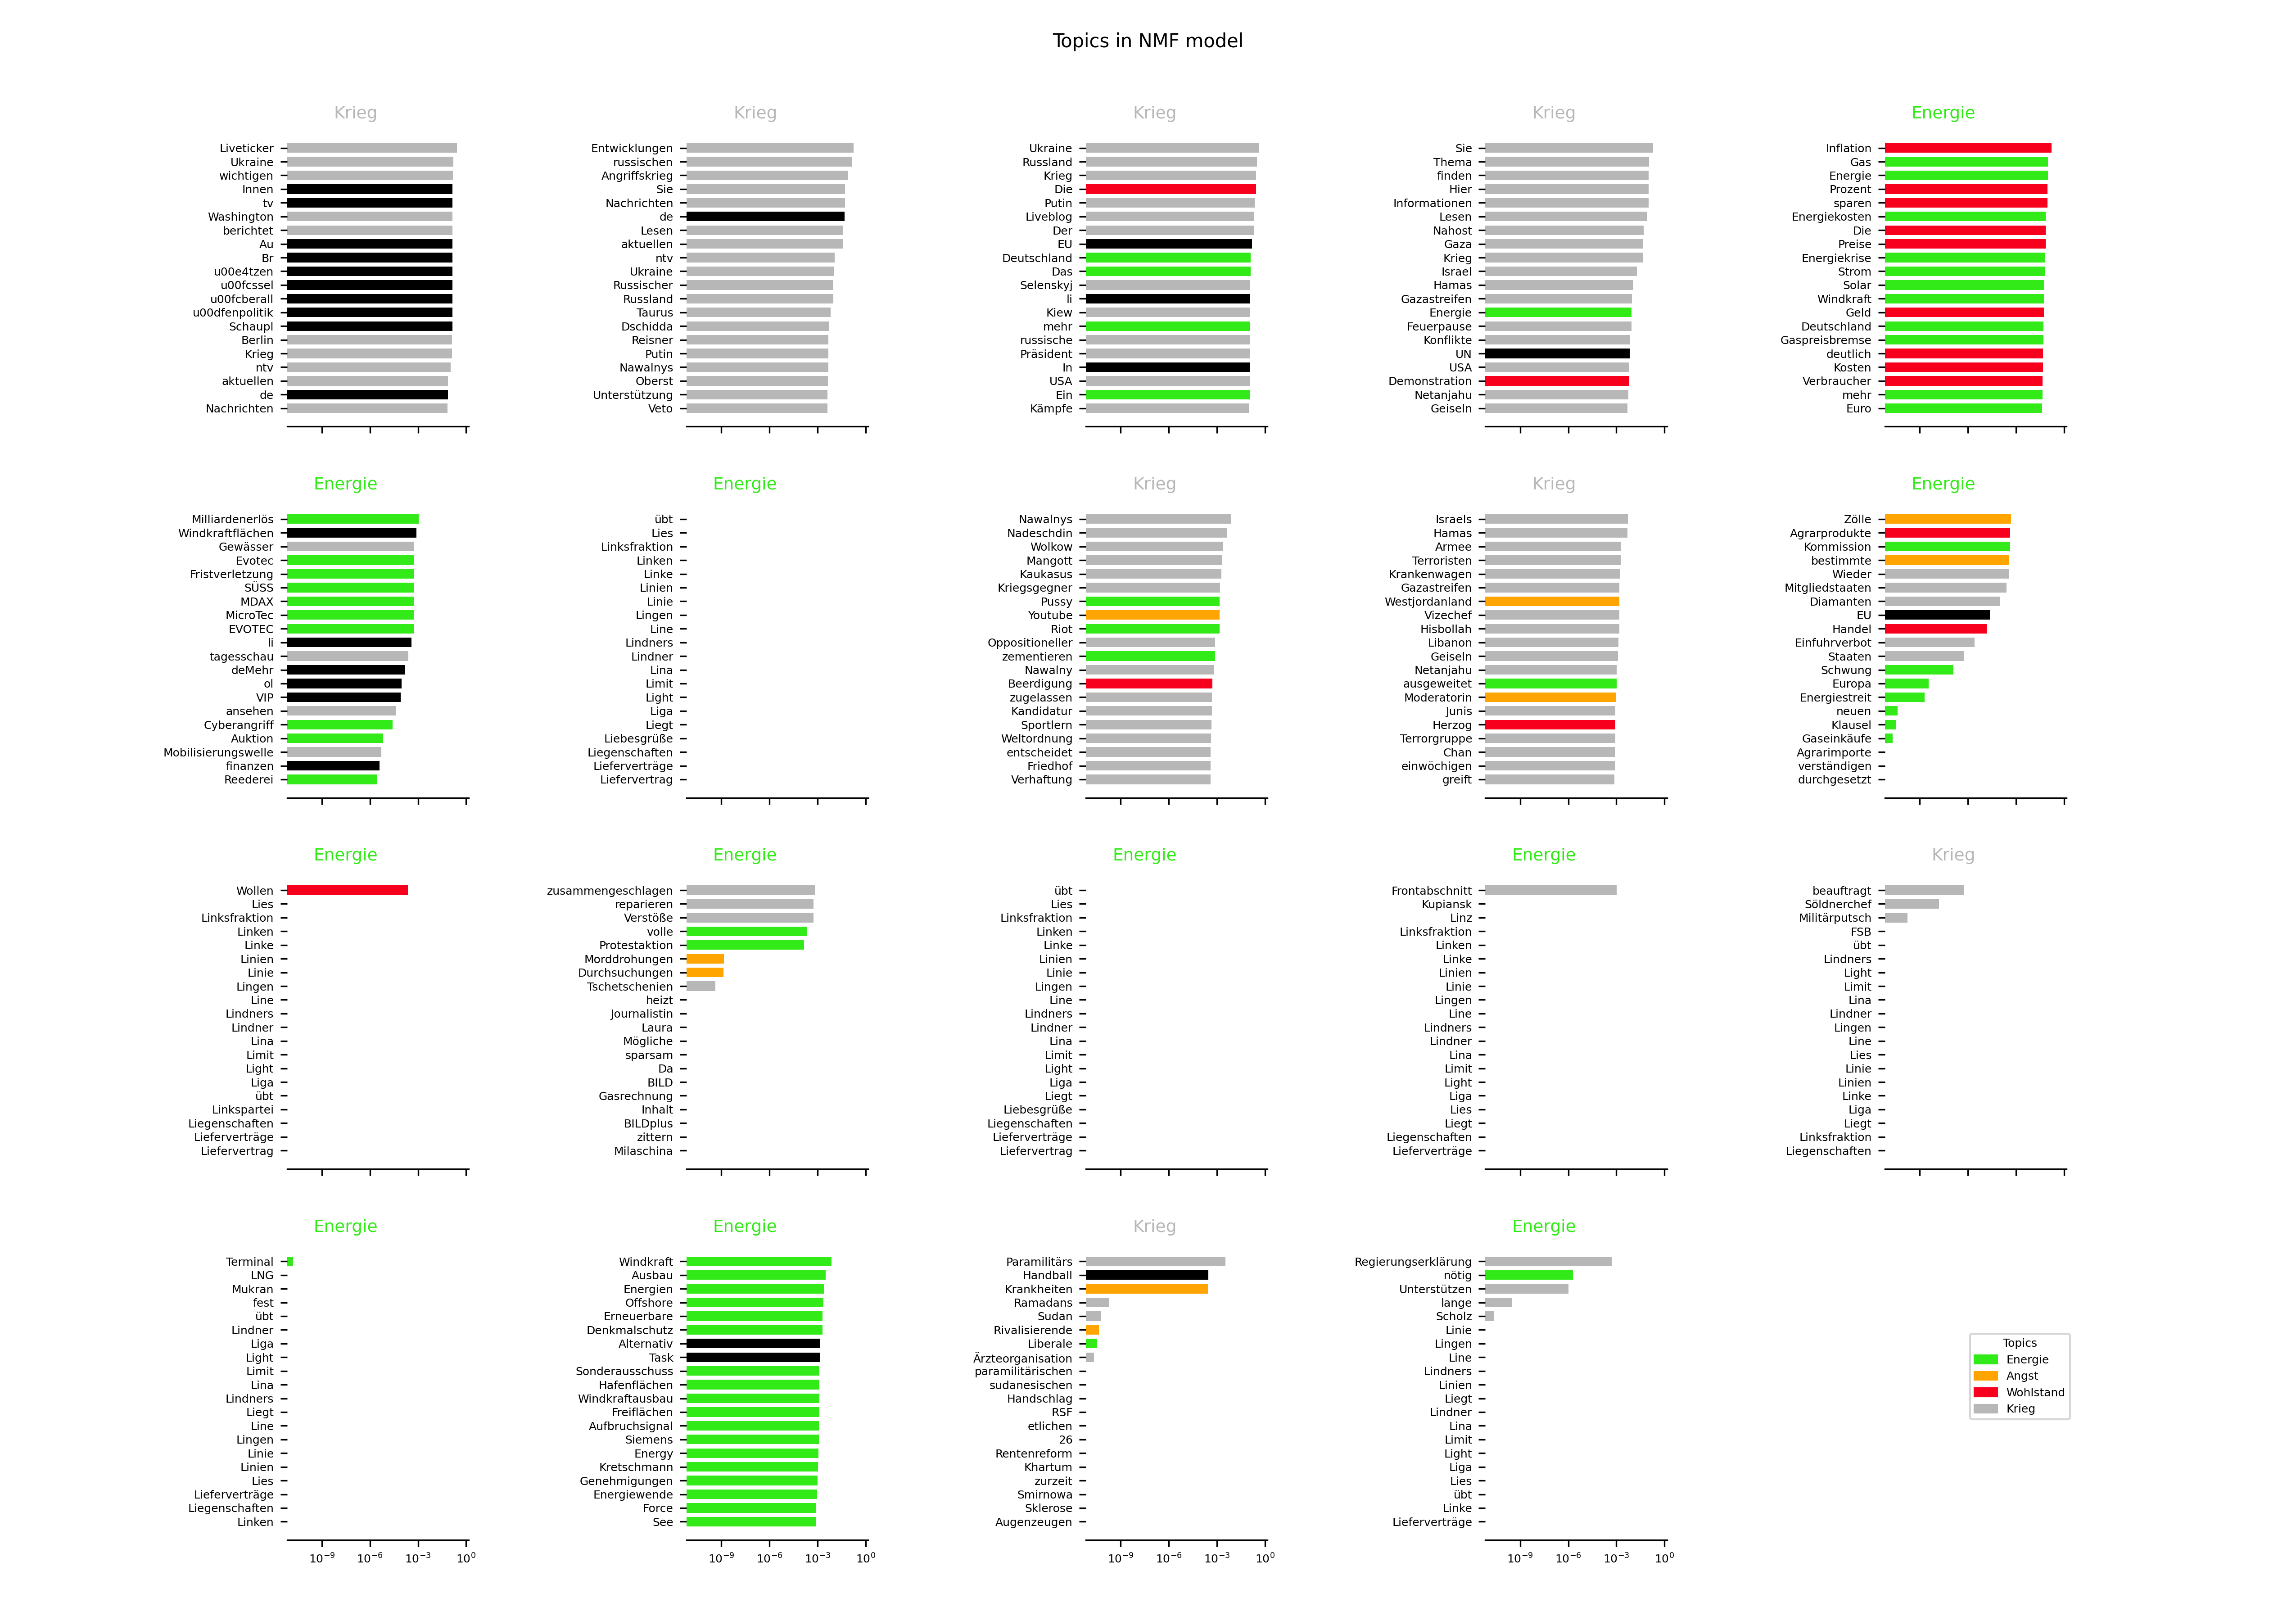 Topics in NMF model
Krieg
Liveticker
Ukraine
wichtigen
Innen
tv
Washington
berichtet
Au
Br
u00e4tzen
u00fcssel
u00fcberall
u00dfenpolitik
Schaupl
Berlin
Krieg
ntv
aktuellen
de
Nachrichten
Krieg
Entwicklungen
russischen
Angriffskrieg
Sie
Nachrichten
de
Lesen
aktuellen
ntv
Ukraine
Russischer
Russland
Taurus
Dschidda
Reisner
Putin
Nawalnys
Oberst
Unterstützung
Veto
Krieg
Ukraine
Russland
Krieg
Die
Putin
Liveblog
Der
EU
Deutschland
Das
Selenskyj
li
Kiew
mehr
russische
Präsident
In
USA
Ein
Kämpfe
Krieg
Sie
Thema
finden
Hier
Informationen
Lesen
Nahost
Gaza
Krieg
Israel
Hamas
Gazastreifen
Energie
Feuerpause
Konflikte
UN
USA
Demonstration
Netanjahu
Geiseln
Energie
Inflation
Gas
Energie
Prozent
sparen
Energiekosten
Die
Preise
Energiekrise
Strom
Solar
Windkraft
Geld
Deutschland
Gaspreisbremse
deutlich
Kosten
Verbraucher
mehr
Euro
Energie
Milliardenerlös
Windkraftflächen
Gewässer
Evotec
Fristverletzung
SÜSS
MDAX
MicroTec
EVOTEC
li
tagesschau
deMehr
ol
VIP
ansehen
Cyberangriff
Auktion
Mobilisierungswelle
finanzen
Reederei
Energie
übt
Lies
Linksfraktion
Linken
Linke
Linien
Linie
Lingen
Line
Lindners
Lindner
Lina
Limit
Light
Liga
Liegt
Liebesgrüße
Liegenschaften
Lieferverträge
Liefervertrag
Krieg
Nawalnys
Nadeschdin
Wolkow
Mangott
Kaukasus
Kriegsgegner
Pussy
Youtube
Riot
Oppositioneller
zementieren
Nawalny
Beerdigung
zugelassen
Kandidatur
Sportlern
Weltordnung
entscheidet
Friedhof
Verhaftung
Krieg
Israels
Hamas
Armee
Terroristen
Krankenwagen
Gazastreifen
Westjordanland
Vizechef
Hisbollah
Libanon
Geiseln
Netanjahu
ausgeweitet
Moderatorin
Junis
Herzog
Terrorgruppe
Chan
einwöchigen
greift
Energie
Zölle
Agrarprodukte
Kommission
bestimmte
Wieder
Mitgliedstaaten
Diamanten
EU
Handel
Einfuhrverbot
Staaten
Schwung
Europa
Energiestreit
neuen
Klausel
Gaseinkäufe
Agrarimporte
verständigen
durchgesetzt
Energie
Wollen
Lies
Linksfraktion
Linken
Linke
Linien
Linie
Lingen
Line
Lindners
Lindner
Lina
Limit
Light
Liga
übt
Linkspartei
Liegenschaften
Lieferverträge
Liefervertrag
Energie
zusammengeschlagen
reparieren
Verstöße
volle
Protestaktion
Morddrohungen
Durchsuchungen
Tschetschenien
heizt
Journalistin
Laura
Mögliche
sparsam
Da
BILD
Gasrechnung
Inhalt
BILDplus
zittern
Milaschina
Energie
übt
Lies
Linksfraktion
Linken
Linke
Linien
Linie
Lingen
Line
Lindners
Lindner
Lina
Limit
Light
Liga
Liegt
Liebesgrüße
Liegenschaften
Lieferverträge
Liefervertrag
Energie
Frontabschnitt
Kupiansk
Linz
Linksfraktion
Linken
Linke
Linien
Linie
Lingen
Line
Lindners
Lindner
Lina
Limit
Light
Liga
Lies
Liegt
Liegenschaften
Lieferverträge
Krieg
beauftragt
Söldnerchef
Militärputsch
FSB
übt
Lindners
Light
Limit
Lina
Lindner
Lingen
Line
Lies
Linie
Linien
Linke
Liga
Liegt
Linksfraktion
Liegenschaften
Energie
Terminal
LNG
Mukran
fest
übt
Lindner
Liga
Light
Limit
Lina
Lindners
Liegt
Line
Lingen
Linie
Linien
Lies
Lieferverträge
Liegenschaften
Linken
10⁻⁹ 10⁻⁶ 10⁻³ 10⁰
Energie
Windkraft
Ausbau
Energien
Offshore
Erneuerbare
Denkmalschutz
Alternativ
Task
Sonderausschuss
Hafenflächen
Windkraftausbau
Freiflächen
Aufbruchsignal
Siemens
Energy
Kretschmann
Genehmigungen
Energiewende
Force
See
10⁻⁹ 10⁻⁶ 10⁻³ 10⁰
Krieg
Paramilitärs
Handball
Krankheiten
Ramadans
Sudan
Rivalisierende
Liberale
Ärzteorganisation
paramilitärischen
sudanesischen
Handschlag
RSF
etlichen
26
Rentenreform
Khartum
zurzeit
Smirnowa
Sklerose
Augenzeugen
10⁻⁹ 10⁻⁶ 10⁻³ 10⁰
Energie
Regierungserklärung
nötig
Unterstützen
lange
Scholz
Linie
Lingen
Line
Lindners
Linien
Liegt
Lindner
Lina
Limit
Light
Liga
Lies
übt
Linke
Lieferverträge
10⁻⁹ 10⁻⁶ 10⁻³ 10⁰
Topics
Energie
Angst
Wohlstand
Krieg